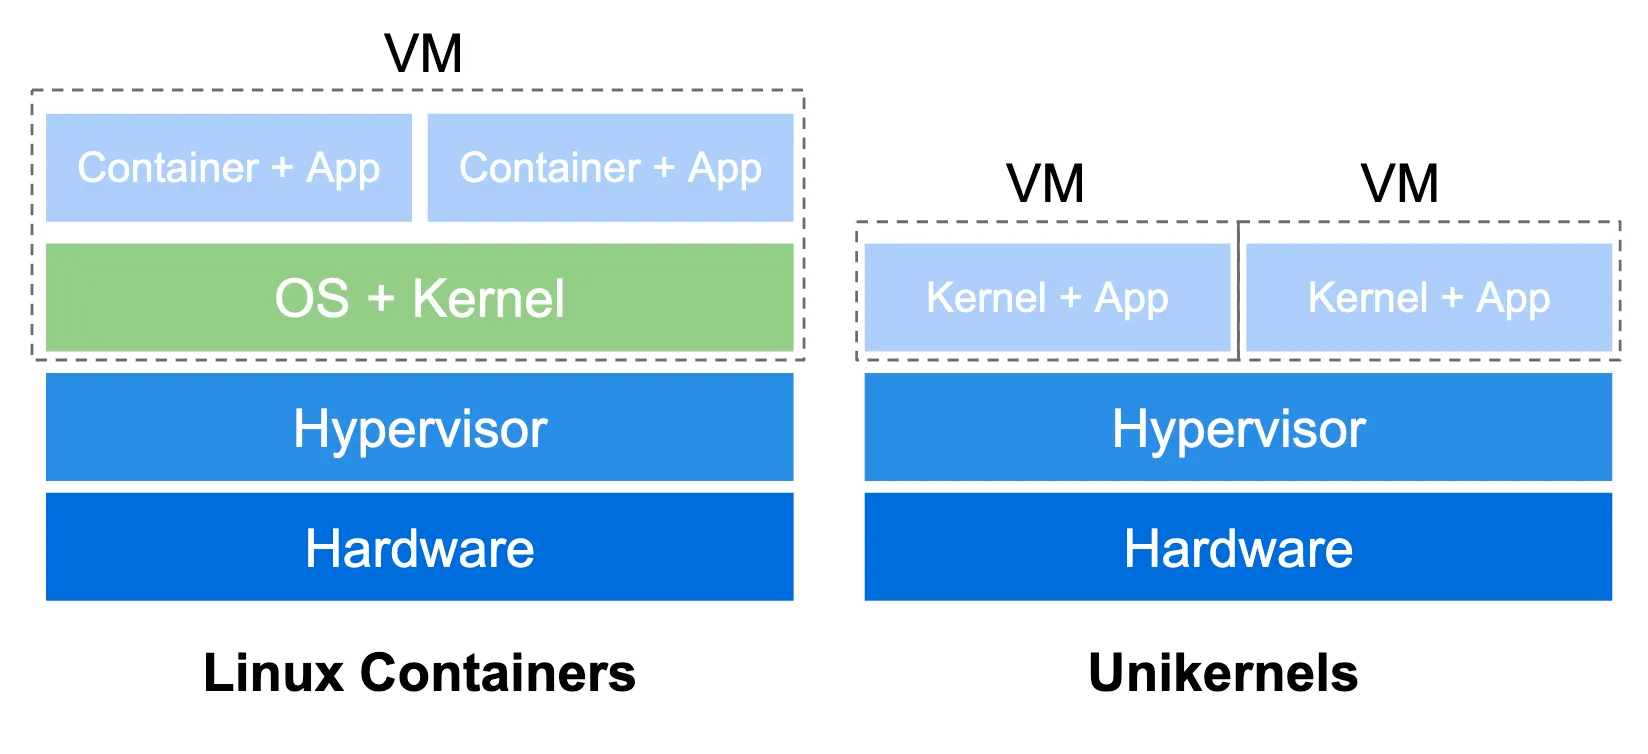 VM
Container + App
Container + App
OS + Kernel
Hypervisor
Hardware
Linux Containers
VM
VM
Kernel + App
Kernel + App
Hypervisor
Hardware
Unikernels